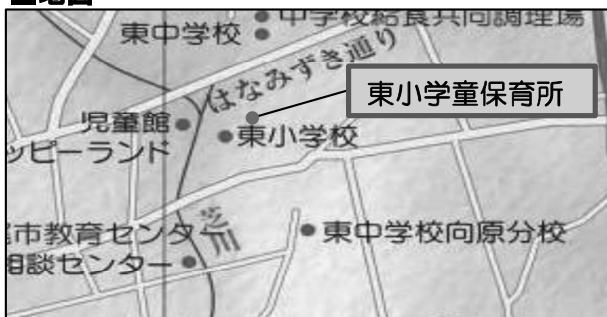 ■地図
中学校給食共同調理場
東中学校
はなみずき通り
東小学童保育所
児童館
ッピーランド
東小学校
芝川
尾市教育センター
相談センター
東中学校向原分校